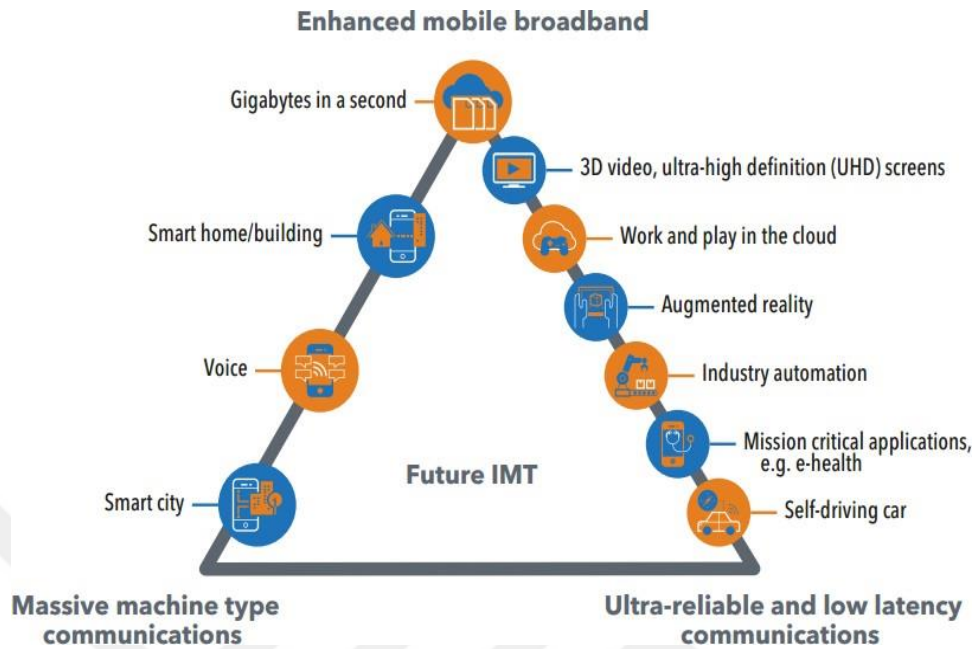 Enhanced mobile broadband
Gigabytes in a second
3D video, ultra-high definition (UHD) screens
Smart home/building
Work and play in the cloud
Augmented reality
Voice
Industry automation
Mission critical applications,
e.g. e-health
Future IMT
Smart city
Self-driving car
Massive machine type
communications
Ultra-reliable and low latency
communications